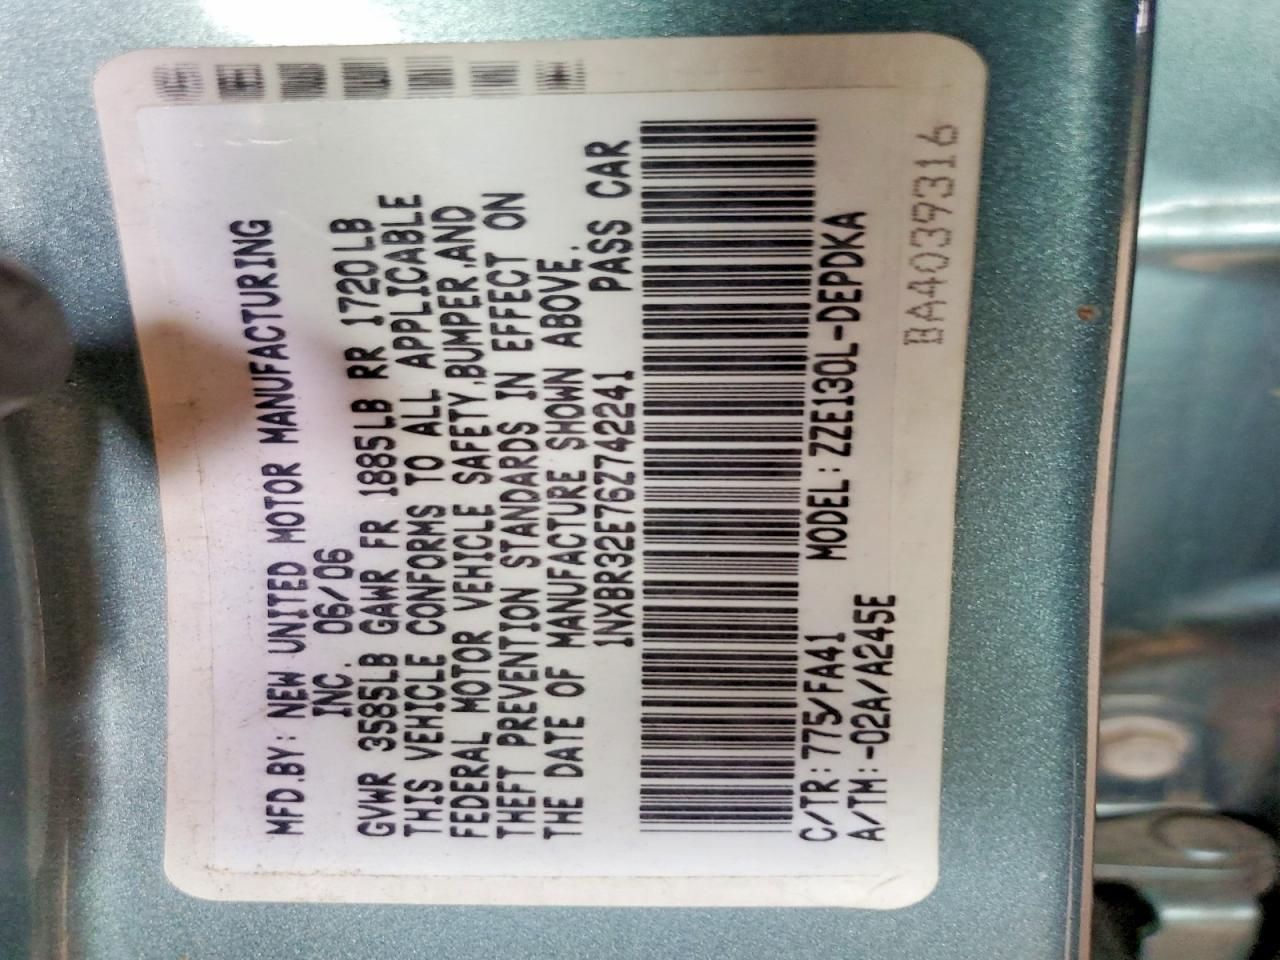 MFD.BY: NEW UNITED MOTOR MANUFACTURING
INC. 06/06
GVWR 3585LB GAWR FR 1885LB RR 1720LB
THIS VEHICLE CONFORMS TO ALL APPLICABLE
FEDERAL MOTOR VEHICLE SAFETY,BUMPER,AND
THEFT PREVENTION STANDARDS IN EFFECT ON
THE DATE OF MANUFACTURE SHOWN ABOVE.
1NXBR32E76Z742241 PASS CAR
C/TR: 775/FA41 MODEL: ZZE130L-DEPDKA
A/TM:-02A/A245E
BA4039316